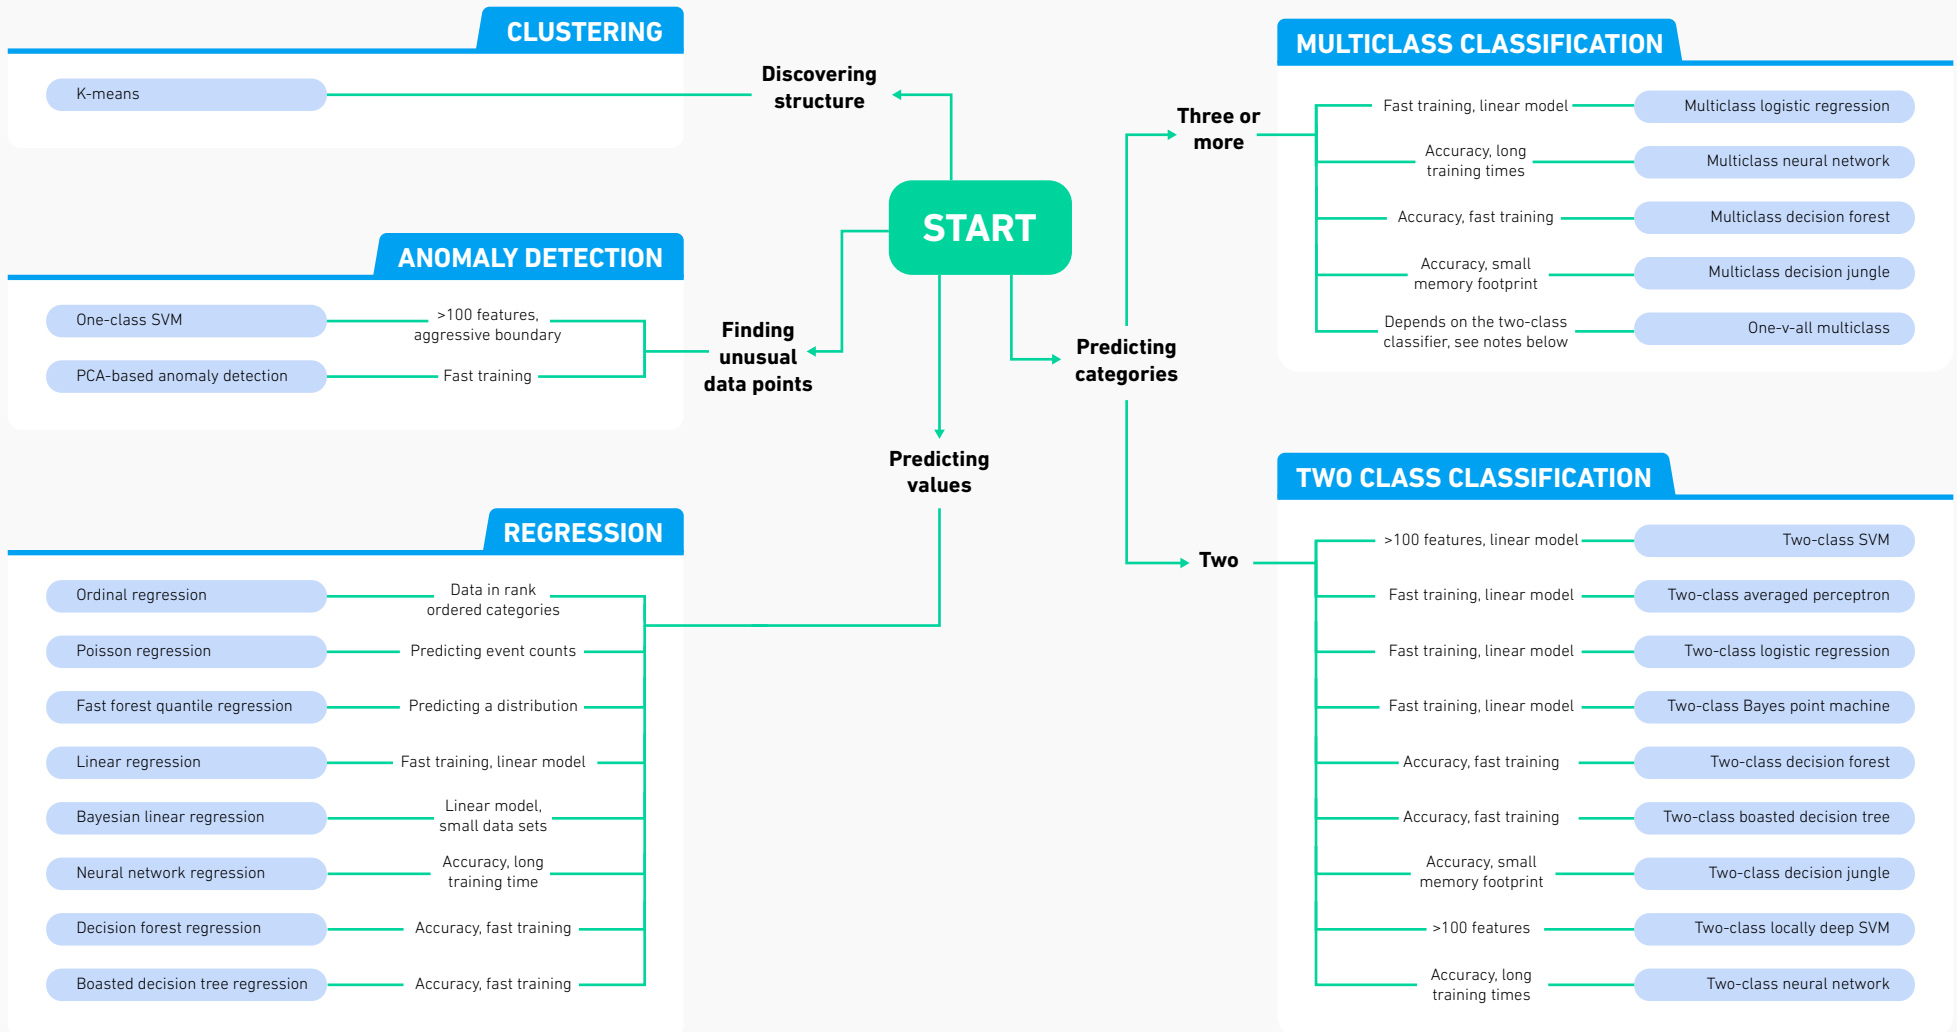 CLUSTERING
K-means
Discovering
structure
START
ANOMALY DETECTION
One-class SVM
>100 features,
aggressive boundary
PCA-based anomaly detection
Fast training
Finding
unusual
data points
Predicting
values
REGRESSION
Ordinal regression
Data in rank
ordered categories
Poisson regression
Predicting event counts
Fast forest quantile regression
Predicting a distribution
Linear regression
Fast training, linear model
Bayesian linear regression
Linear model,
small data sets
Neural network regression
Accuracy, long
training time
Decision forest regression
Accuracy, fast training
Boasted decision tree regression
Accuracy, fast training
Predicting
categories
Three or
more
MULTICLASS CLASSIFICATION
Fast training, linear model
Multiclass logistic regression
Accuracy, long
training times
Multiclass neural network
Accuracy, fast training
Multiclass decision forest
Accuracy, small
memory footprint
Multiclass decision jungle
Depends on the two-class
classifier, see notes below
One-v-all multiclass
Two
TWO CLASS CLASSIFICATION
>100 features, linear model
Two-class SVM
Fast training, linear model
Two-class averaged perceptron
Fast training, linear model
Two-class logistic regression
Fast training, linear model
Two-class Bayes point machine
Accuracy, fast training
Two-class decision forest
Accuracy, fast training
Two-class boasted decision tree
Accuracy, small
memory footprint
Two-class decision jungle
>100 features
Two-class locally deep SVM
Accuracy, long
training times
Two-class neural network